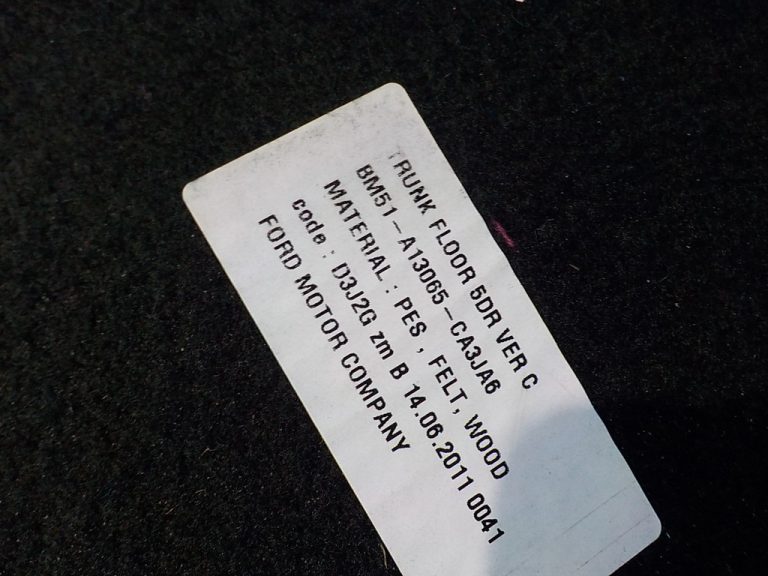 TRUNK FLOOR 5DR VER C
BM51-A13065-CA3JA6
MATERIAL : PES , FELT, WOOD
code : D3J2G zm B 14.06.2011 0041
FORD MOTOR COMPANY